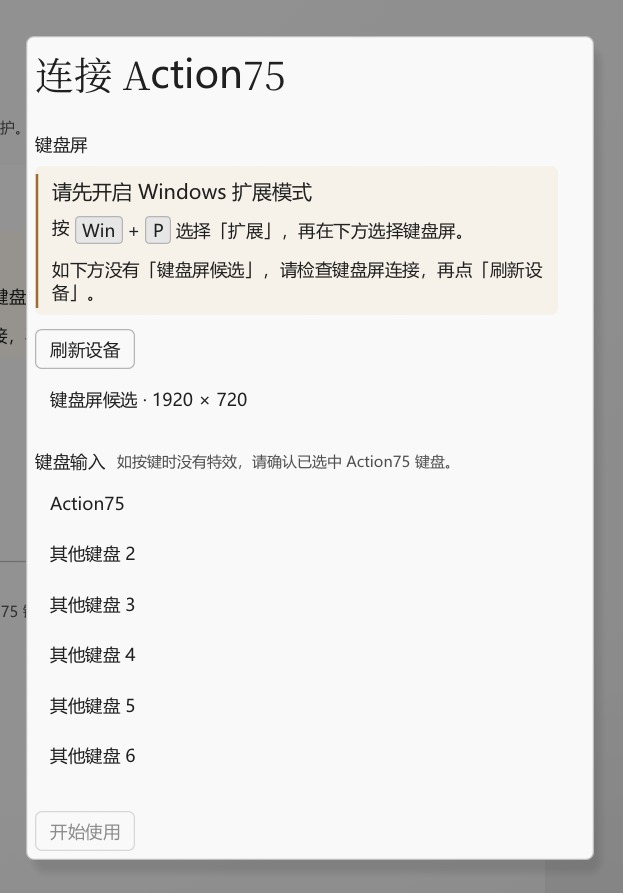 连接 Action75
护。
键盘屏
请先开启 Windows 扩展模式
按 Win + P 选择「扩展」，再在下方选择键盘屏。
如下方没有「键盘屏候选」，请检查键盘屏连接，再点「刷新设
备」。
键盘
接，
刷新设备
键盘屏候选 · 1920 × 720
键盘输入 如按键时没有特效，请确认已选中 Action75 键盘。
Action75
其他键盘 2
其他键盘 3
75
其他键盘 4
其他键盘 5
其他键盘 6
开始使用